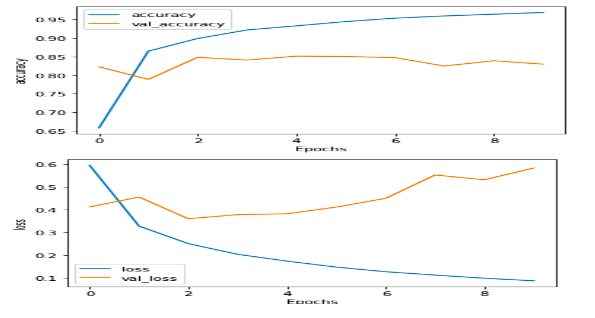 accuracy
val_accuracy
0.95
0.90
0.85
0.80
0.75
0.70
0.65
accuracy
0 2 4 6 8
Epochs
0.6
0.5
0.4
0.3
0.2
0.1
loss
loss
val_loss
0 2 4 6 8
Epochs